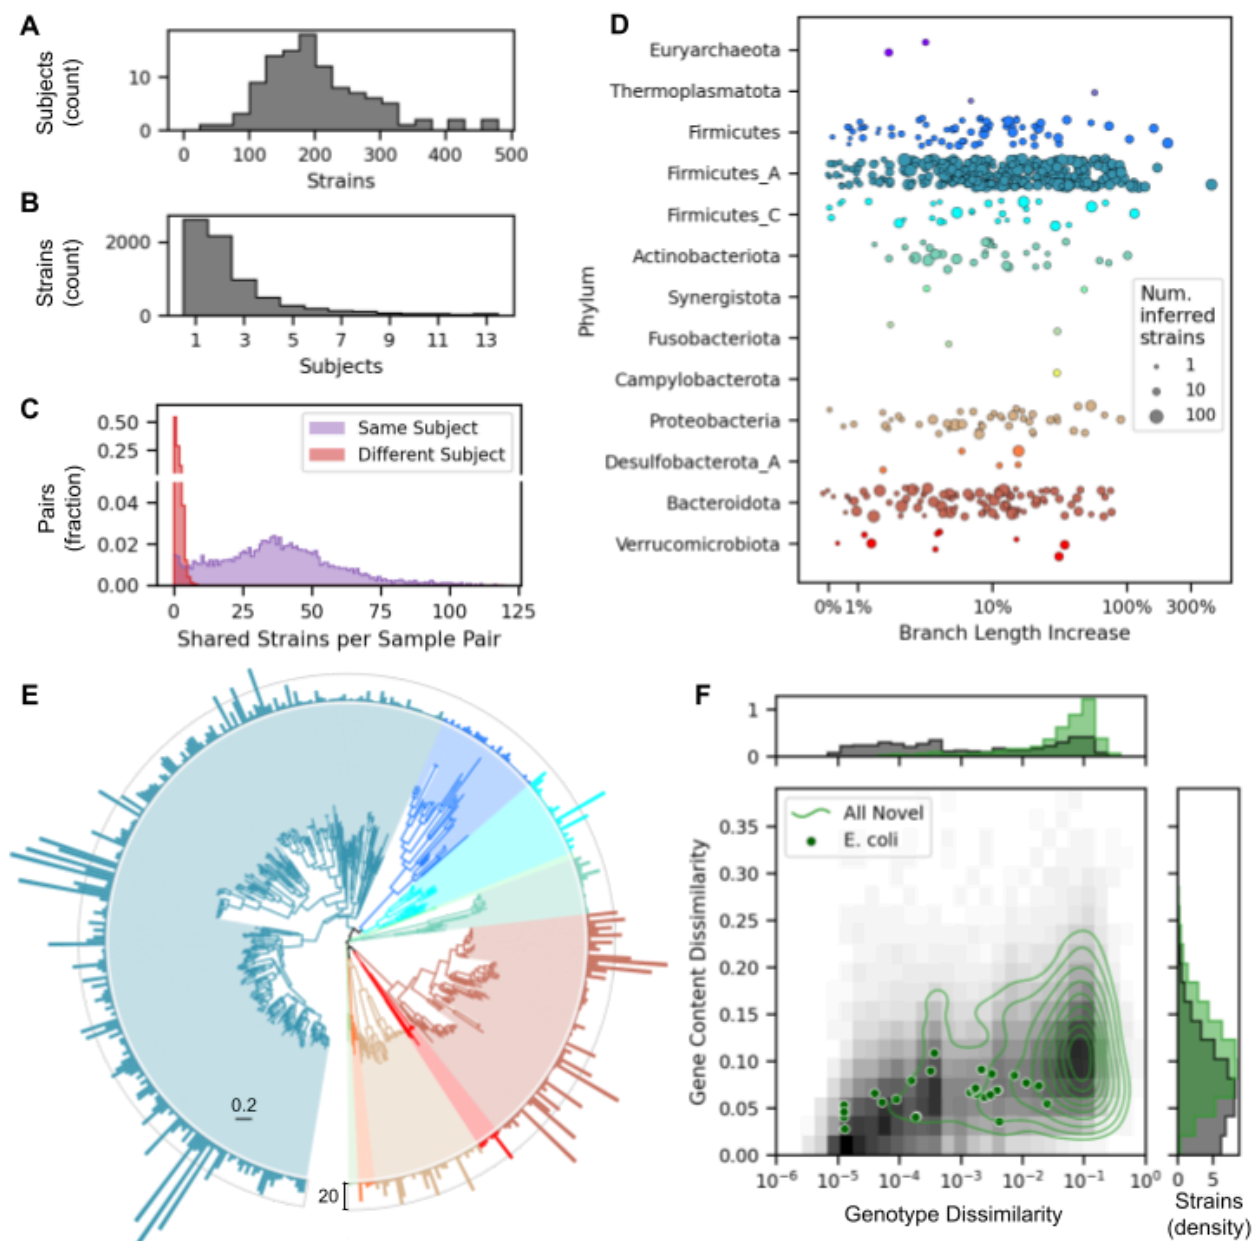 A
Subjects
(count)
10
0
0 100 200 300 400 500
Strains
B
Strains
(count)
2000
0
1 3 5 7 9 11 13
Subjects
C
Pairs
(fraction)
0.50
0.25
0.04
0.02
0.00
Same Subject
Different Subject
0 25 50 75 100 125
Shared Strains per Sample Pair
D
Phylum
Euryarchaeota
Thermoplasmatota
Firmicutes
Firmicutes_A
Firmicutes_C
Actinobacteriota
Synergistota
Fusobacteriota
Campylobacterota
Proteobacteria
Desulfobacterota_A
Bacteroidota
Verrucomicrobiota
Num.
inferred
strains
1
10
100
0% 1% 10% 100% 300%
Branch Length Increase
E
0.2
20
F
1
0
All Novel
E. coli
Gene Content Dissimilarity
0.35
0.30
0.25
0.20
0.15
0.10
0.05
0.00
10⁻⁶ 10⁻⁵ 10⁻⁴ 10⁻³ 10⁻² 10⁻¹ 10⁰
Genotype Dissimilarity
0 5
Strains
(density)